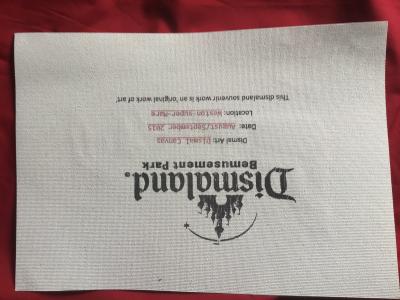 Dismaland.
Bemusement Park
Dismal Art: Dismal Canvas
Date: August/September 2015
Location: Weston-super-Mare
This dismaland souvenir work is an 'original work of art'